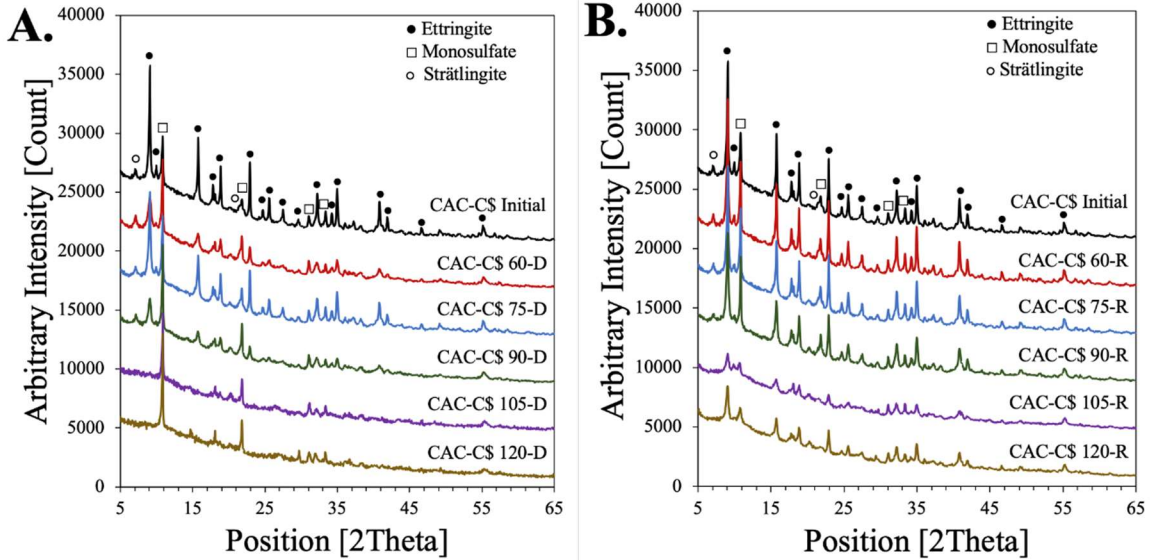 A.
40000
35000
30000
25000
20000
15000
10000
5000
0
Arbitrary Intensity [Count]
Ettringite
Monosulfate
Strätlingite
CAC-C$ Initial
CAC-C$ 60-D
CAC-C$ 75-D
CAC-C$ 90-D
CAC-C$ 105-D
CAC-C$ 120-D
5 15 25 35 45 55 65
Position [2Theta]
B.
40000
35000
30000
25000
20000
15000
10000
5000
0
Arbitrary Intensity [Count]
Ettringite
Monosulfate
Strätlingite
CAC-C$ Initial
CAC-C$ 60-R
CAC-C$ 75-R
CAC-C$ 90-R
CAC-C$ 105-R
CAC-C$ 120-R
5 15 25 35 45 55 65
Position [2Theta]